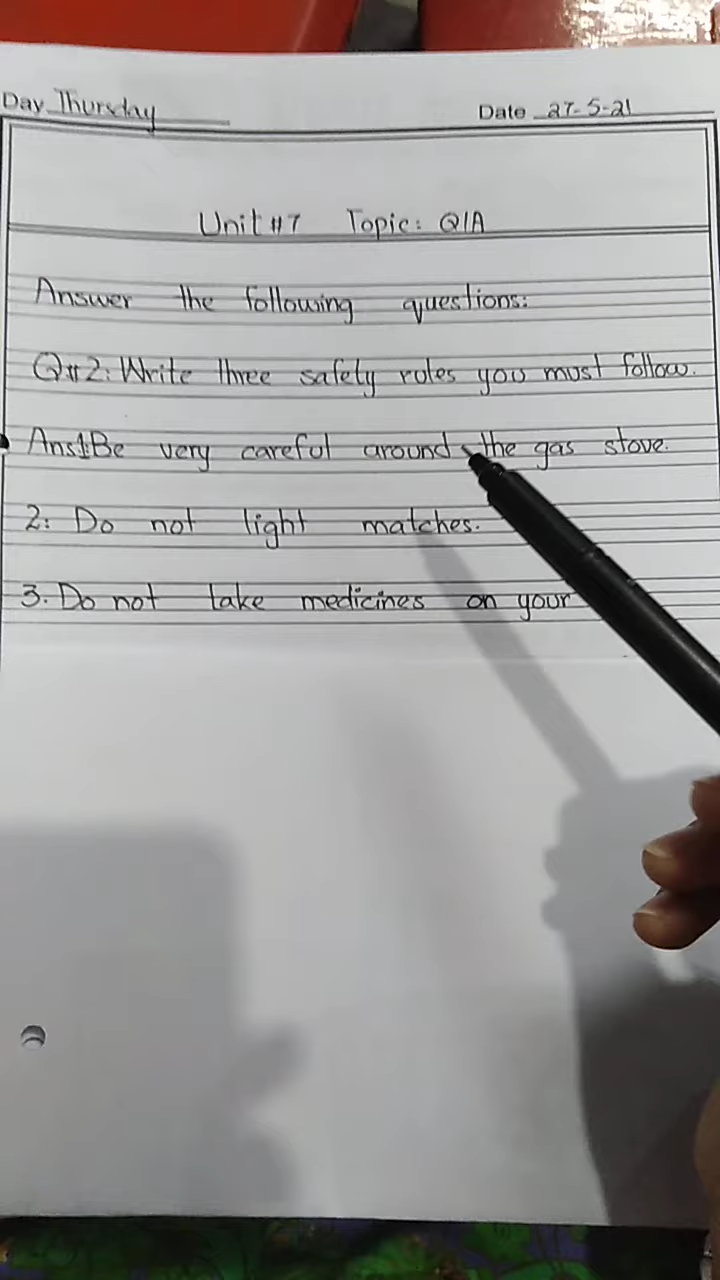 Day Thursday Date 27-5-21
Unit #7 Topic: Q/A
Answer the following questions:
Q#2: Write three safety rules you must follow.
Ans1Be very careful around the gas stove.
2: Do not light matches.
3. Do not take medicines on your